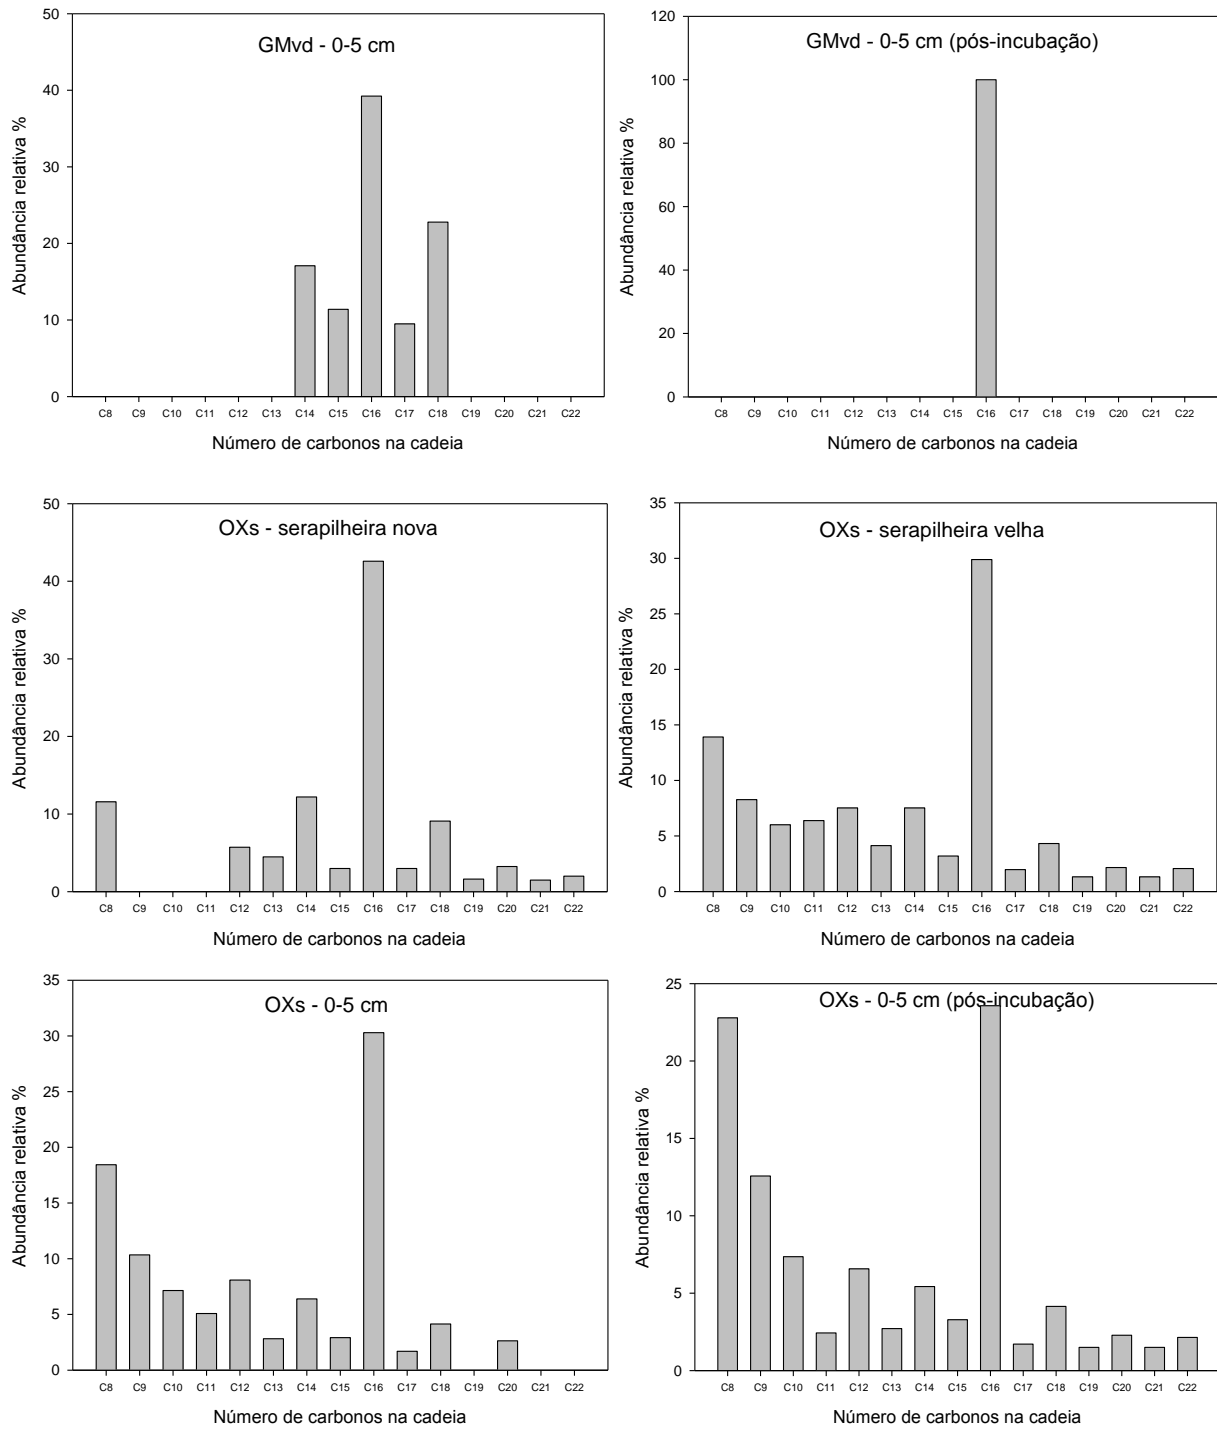 GMvd - 0-5 cm
Abundância relativa %
50
40
30
20
10
0
C8 C9 C10 C11 C12 C13 C14 C15 C16 C17 C18 C19 C20 C21 C22
Número de carbonos na cadeia
GMvd - 0-5 cm (pós-incubação)
Abundância relativa %
120
100
80
60
40
20
0
C8 C9 C10 C11 C12 C13 C14 C15 C16 C17 C18 C19 C20 C21 C22
Número de carbonos na cadeia
OXs - serapilheira nova
Abundância relativa %
50
40
30
20
10
0
C8 C9 C10 C11 C12 C13 C14 C15 C16 C17 C18 C19 C20 C21 C22
Número de carbonos na cadeia
OXs - serapilheira velha
Abundância relativa %
35
30
25
20
15
10
5
0
C8 C9 C10 C11 C12 C13 C14 C15 C16 C17 C18 C19 C20 C21 C22
Número de carbonos na cadeia
OXs - 0-5 cm
Abundância relativa %
35
30
25
20
15
10
5
0
C8 C9 C10 C11 C12 C13 C14 C15 C16 C17 C18 C19 C20 C21 C22
Número de carbonos na cadeia
OXs - 0-5 cm (pós-incubação)
Abundância relativa %
25
20
15
10
5
0
C8 C9 C10 C11 C12 C13 C14 C15 C16 C17 C18 C19 C20 C21 C22
Número de carbonos na cadeia